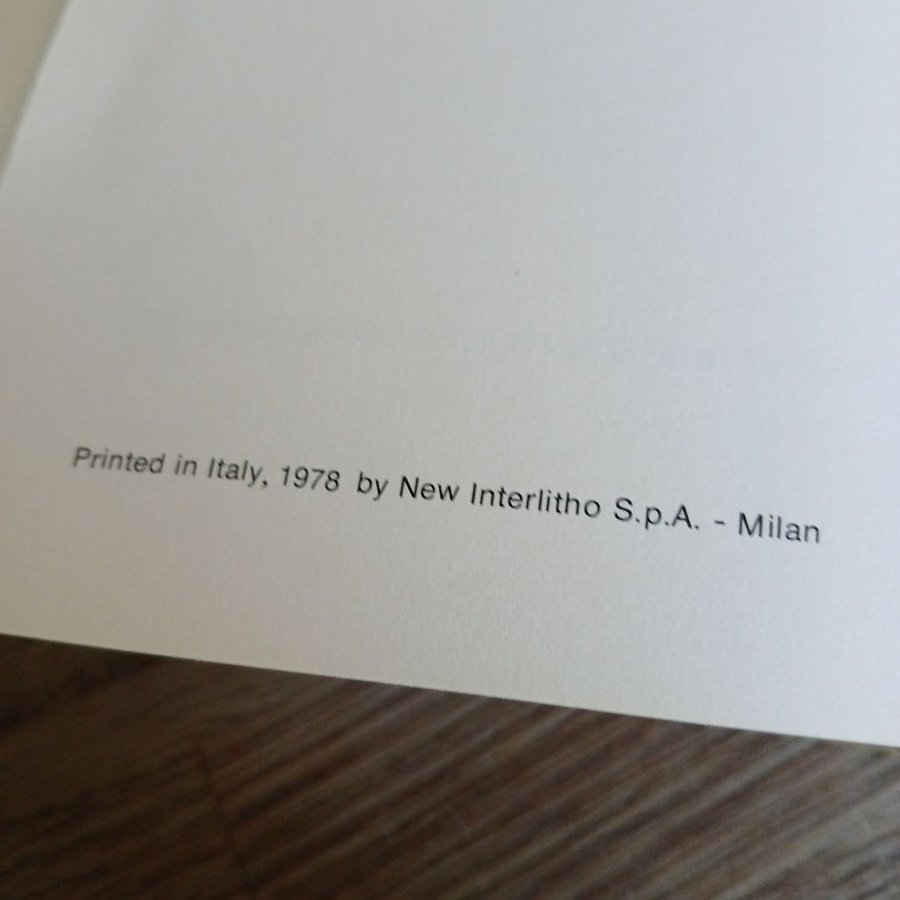 Printed in Italy, 1978 by New Interlitho S.p.A. - Milan